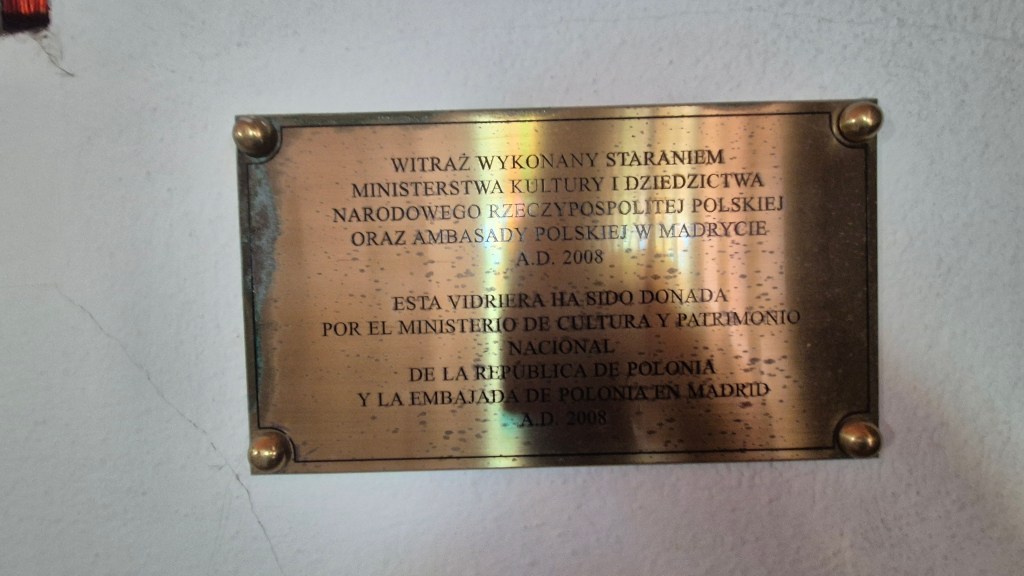 WITRAŻ WYKONANY STARANIEM
MINISTERSTWA KULTURY I DZIEDZICTWA
NARODOWEGO RZECZYPOSPOLITEJ POLSKIEJ
ORAZ AMBASADY POLSKIEJ W MADRYCIE
A.D. 2008
ESTA VIDRIERA HA SIDO DONADA
POR EL MINISTERIO DE CULTURA Y PATRIMONIO
NACIONAL
DE LA REPÚBLICA DE POLONIA
Y LA EMBAJADA DE POLONIA EN MADRID
A.D. 2008